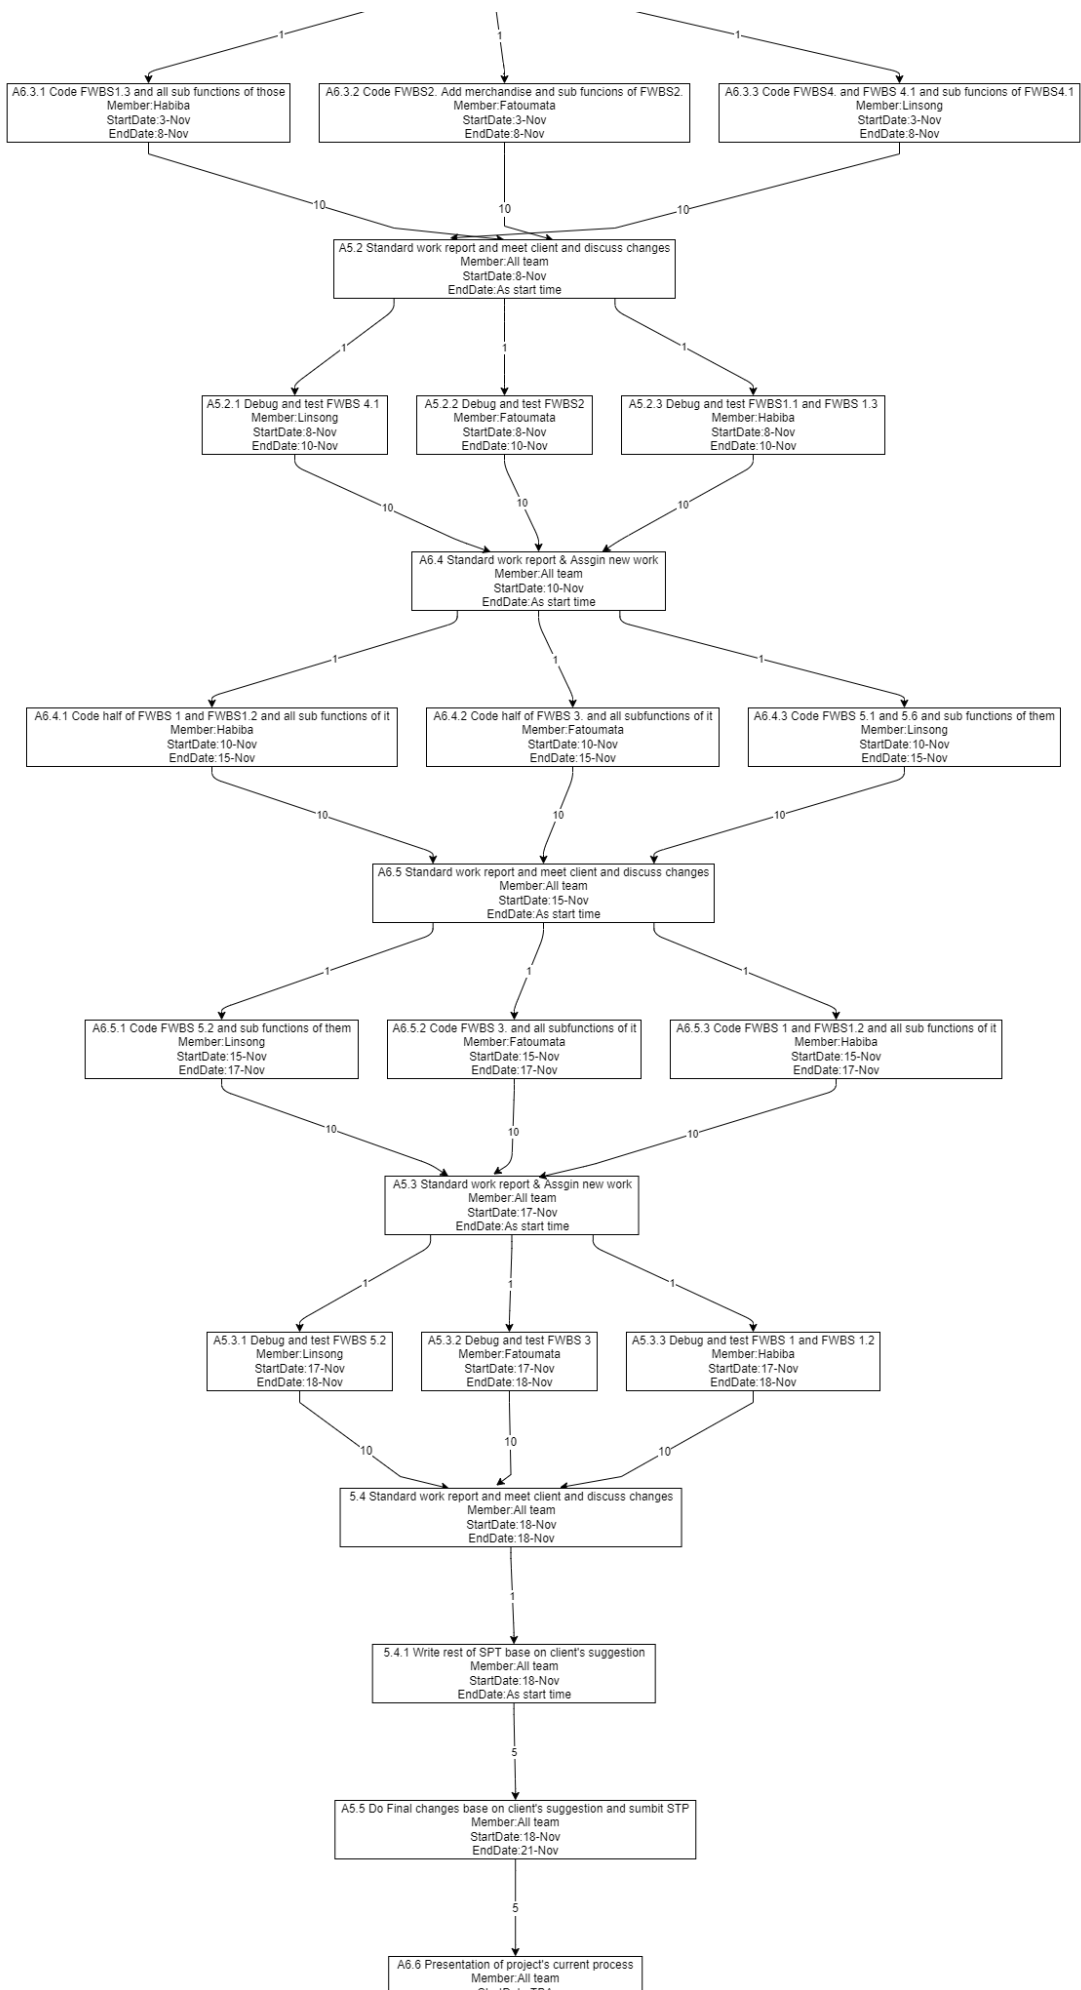 1
1
1
A6.3.1 Code FWBS1.3 and all sub functions of those
Member:Habiba
StartDate:3-Nov
EndDate:8-Nov
A6.3.2 Code FWBS2. Add merchandise and sub funcions of FWBS2.
Member:Fatoumata
StartDate:3-Nov
EndDate:8-Nov
A6.3.3 Code FWBS4. and FWBS 4.1 and sub funcions of FWBS4.1
Member:Linsong
StartDate:3-Nov
EndDate:8-Nov
10
10
10
A5.2 Standard work report and meet client and discuss changes
Member:All team
StartDate:8-Nov
EndDate:As start time
1
1
1
A5.2.1 Debug and test FWBS 4.1
Member:Linsong
StartDate:8-Nov
EndDate:10-Nov
A5.2.2 Debug and test FWBS2
Member:Fatoumata
StartDate:8-Nov
EndDate:10-Nov
A5.2.3 Debug and test FWBS1.1 and FWBS 1.3
Member:Habiba
StartDate:8-Nov
EndDate:10-Nov
10
10
10
A6.4 Standard work report & Assgin new work
Member:All team
StartDate:10-Nov
EndDate:As start time
1
1
1
A6.4.1 Code half of FWBS 1 and FWBS1.2 and all sub functions of it
Member:Habiba
StartDate:10-Nov
EndDate:15-Nov
A6.4.2 Code half of FWBS 3. and all subfunctions of it
Member:Fatoumata
StartDate:10-Nov
EndDate:15-Nov
A6.4.3 Code FWBS 5.1 and 5.6 and sub functions of them
Member:Linsong
StartDate:10-Nov
EndDate:15-Nov
10
10
10
A6.5 Standard work report and meet client and discuss changes
Member:All team
StartDate:15-Nov
EndDate:As start time
1
1
1
A6.5.1 Code FWBS 5.2 and sub functions of them
Member:Linsong
StartDate:15-Nov
EndDate:17-Nov
A6.5.2 Code FWBS 3. and all subfunctions of it
Member:Fatoumata
StartDate:15-Nov
EndDate:17-Nov
A6.5.3 Code FWBS 1 and FWBS1.2 and all sub functions of it
Member:Habiba
StartDate:15-Nov
EndDate:17-Nov
10
10
10
A5.3 Standard work report & Assgin new work
Member:All team
StartDate:17-Nov
EndDate:As start time
1
1
1
A5.3.1 Debug and test FWBS 5.2
Member:Linsong
StartDate:17-Nov
EndDate:18-Nov
A5.3.2 Debug and test FWBS 3
Member:Fatoumata
StartDate:17-Nov
EndDate:18-Nov
A5.3.3 Debug and test FWBS 1 and FWBS 1.2
Member:Habiba
StartDate:17-Nov
EndDate:18-Nov
10
10
10
5.4 Standard work report and meet client and discuss changes
Member:All team
StartDate:18-Nov
EndDate:18-Nov
1
5.4.1 Write rest of SPT base on client's suggestion
Member:All team
StartDate:18-Nov
EndDate:As start time
5
A5.5 Do Final changes base on client's suggestion and sumbit STP
Member:All team
StartDate:18-Nov
EndDate:21-Nov
5
A6.6 Presentation of project's current process
Member:All team